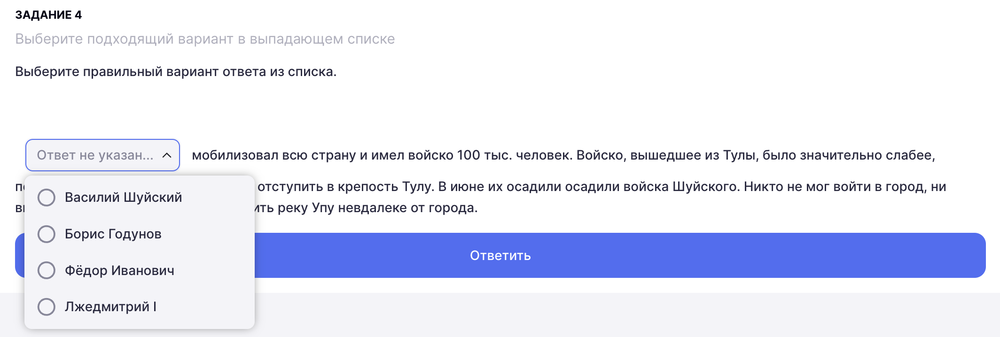 ЗАДАНИЕ 4
Выберите подходящий вариант в выпадающем списке
Выберите правильный вариант ответа из списка.
Ответ не указан... мобилизовал всю страну и имел войско 100 тыс. человек. Войско, вышедшее из Тулы, было значительно слабее,
отступить в крепость Тулу. В июне их осадили осадили войска Шуйского. Никто не мог войти в город, ни
реку Упу невдалеке от города.
Василий Шуйский
Борис Годунов
Фёдор Иванович
Лжедмитрий I
Ответить